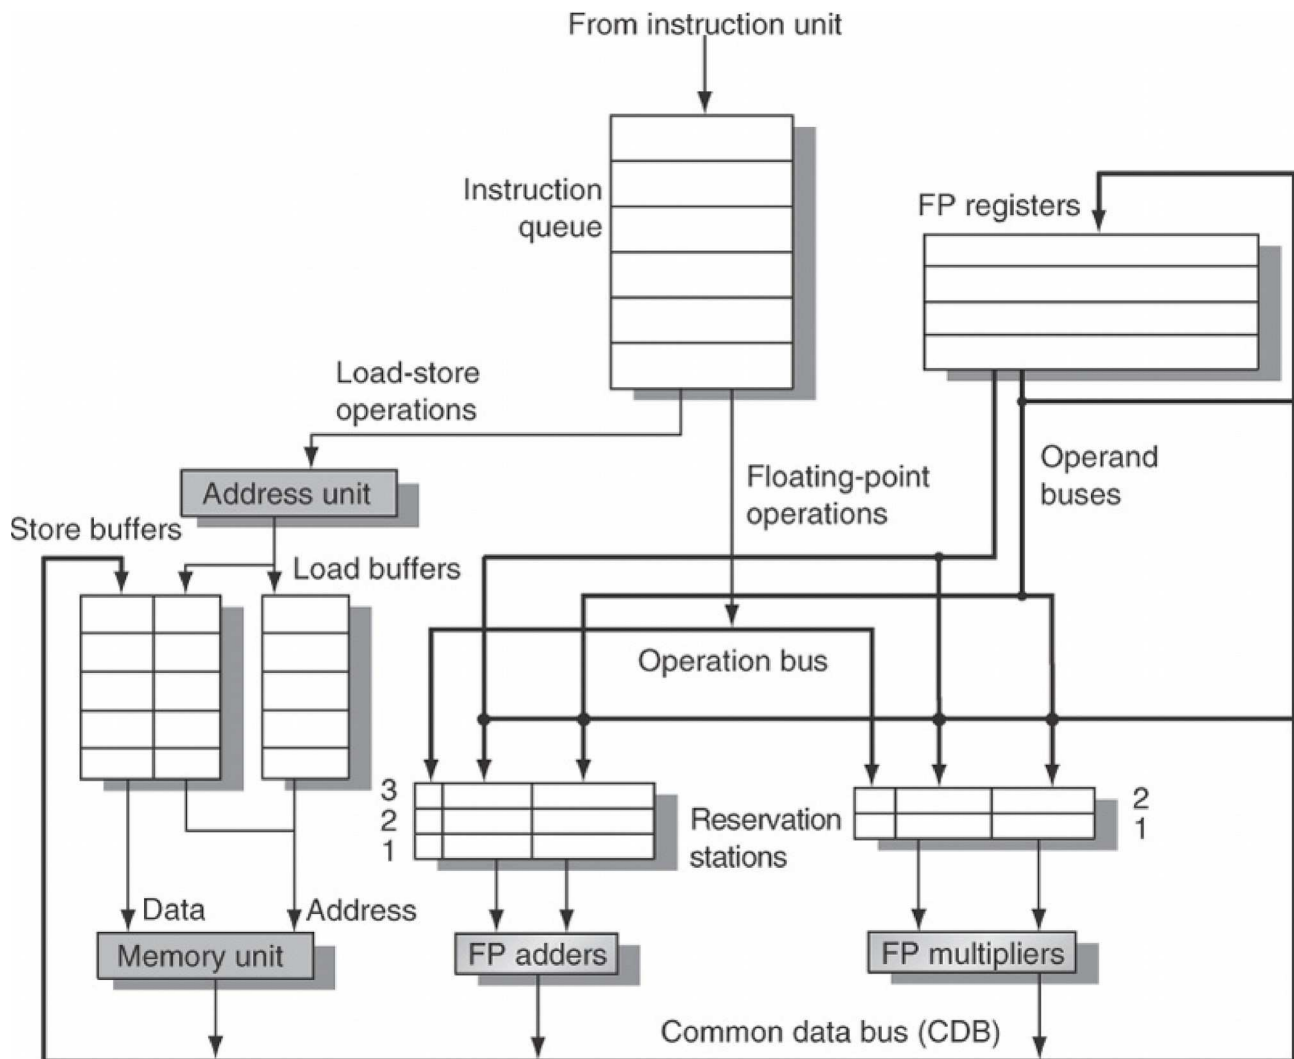 From instruction unit
Instruction
queue
FP registers
Load-store
operations
Address unit
Floating-point
operations
Operand
buses
Store buffers
Load buffers
Operation bus
3
2
1
Reservation
stations
2
1
Data
Address
Memory unit
FP adders
FP multipliers
Common data bus (CDB)